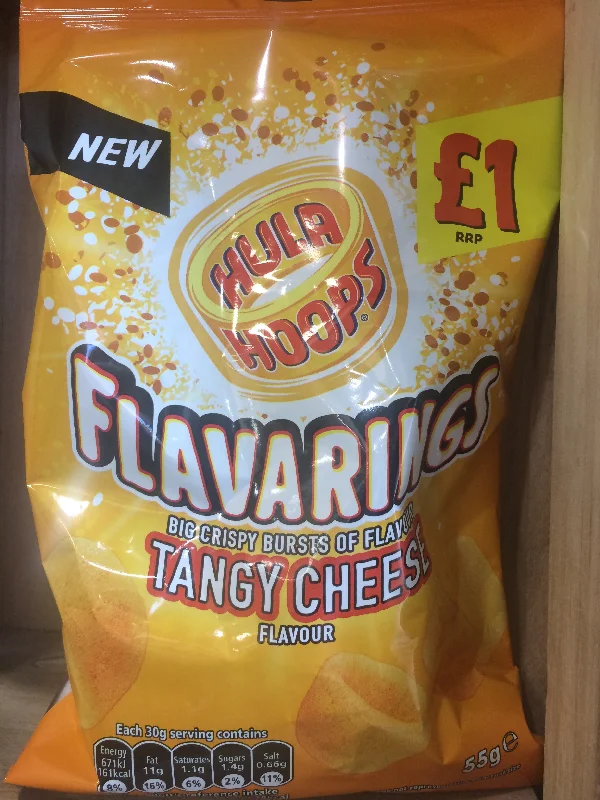 NEW
£1
RRP
HULA
HOOPS®
FLAVARINGS
BIG CRISPY BURSTS OF FLAVOUR
TANGY CHEESE
FLAVOUR
Each 30g serving contains
Energy Fat Saturates Sugars Salt
671kJ 11g 1.1g 1.4g 0.66g
161kcal
8% 16% 6% 2% 11%
reference intake
55g e